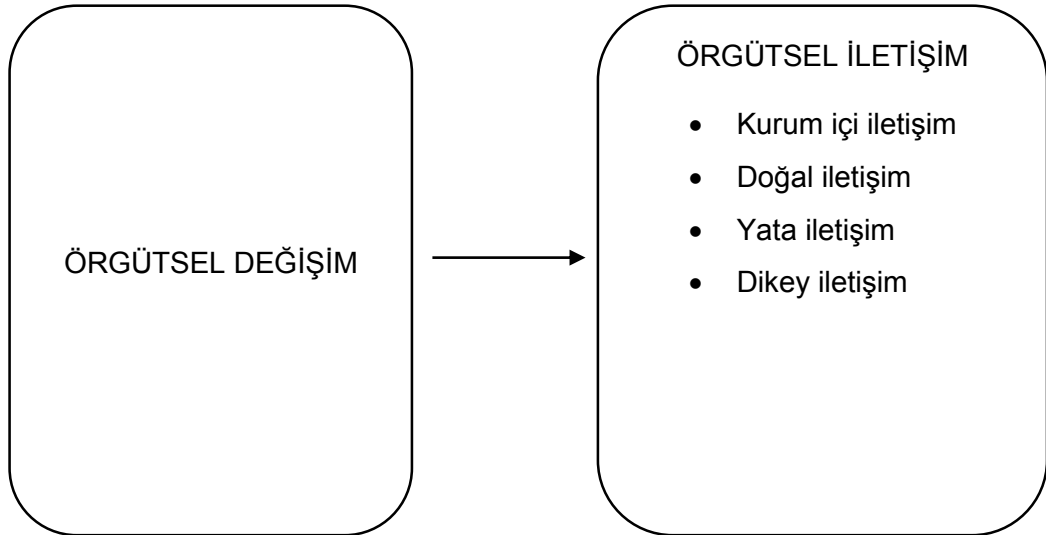 ÖRGÜTSEL DEĞİŞİM
ÖRGÜTSEL İLETİŞİM
• Kurum içi iletişim
• Doğal iletişim
• Yata iletişim
• Dikey iletişim